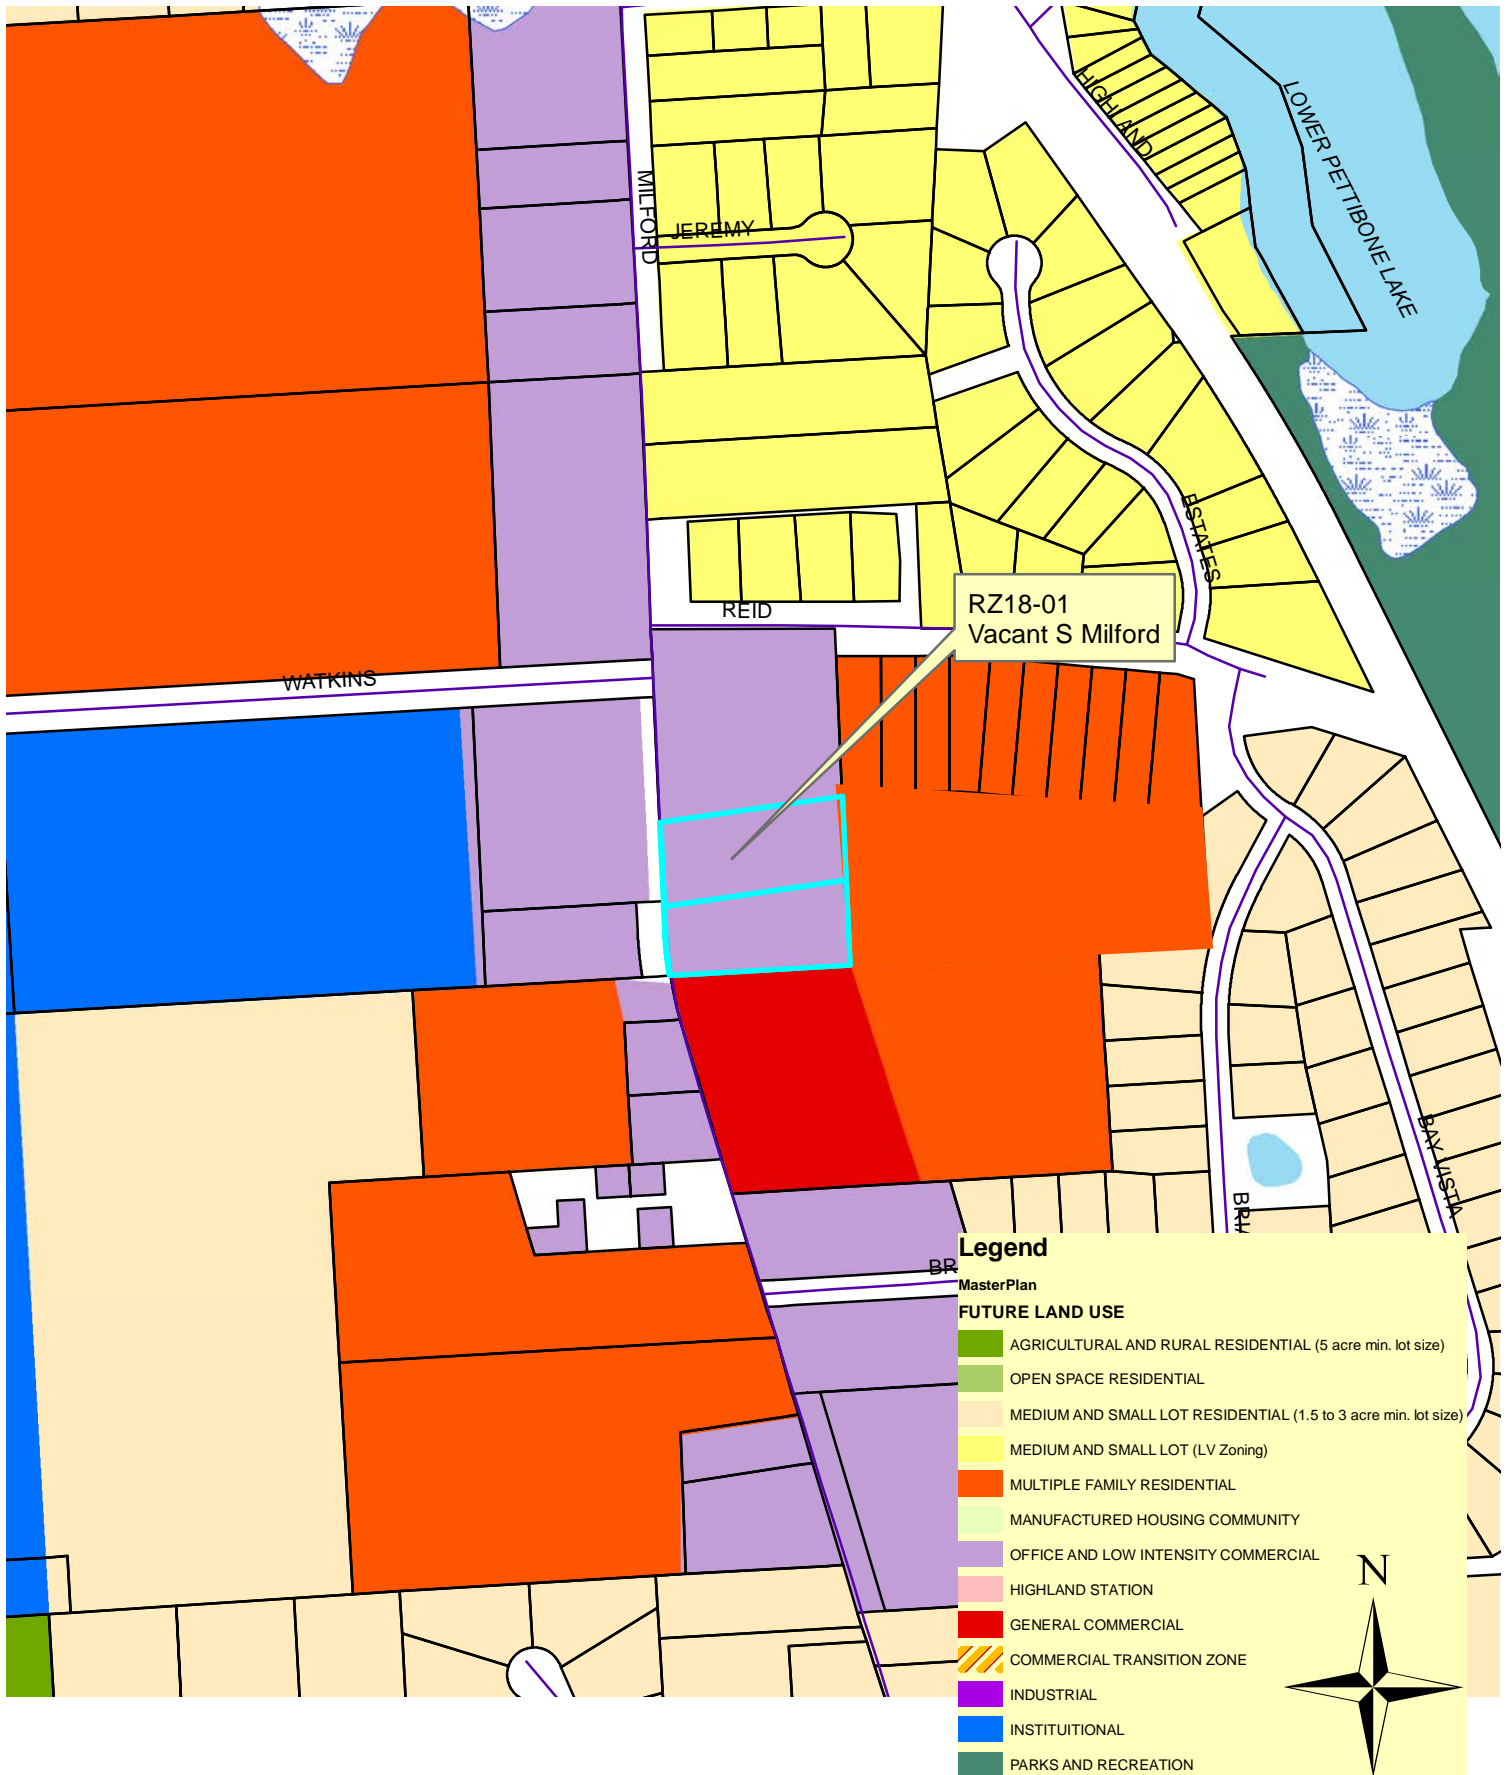 HIGHLAND
LOWER PETTIBONE LAKE
MILFORD
JEREMY
ESTATES
RZ18-01
Vacant S Milford
REID
WATKINS
BAY VISTA
BRIA
BR
Legend
MasterPlan
FUTURE LAND USE
AGRICULTURAL AND RURAL RESIDENTIAL (5 acre min. lot size)
OPEN SPACE RESIDENTIAL
MEDIUM AND SMALL LOT RESIDENTIAL (1.5 to 3 acre min. lot size)
MEDIUM AND SMALL LOT (LV Zoning)
MULTIPLE FAMILY RESIDENTIAL
MANUFACTURED HOUSING COMMUNITY
OFFICE AND LOW INTENSITY COMMERCIAL
HIGHLAND STATION
GENERAL COMMERCIAL
COMMERCIAL TRANSITION ZONE
INDUSTRIAL
INSTITUITIONAL
PARKS AND RECREATION
N